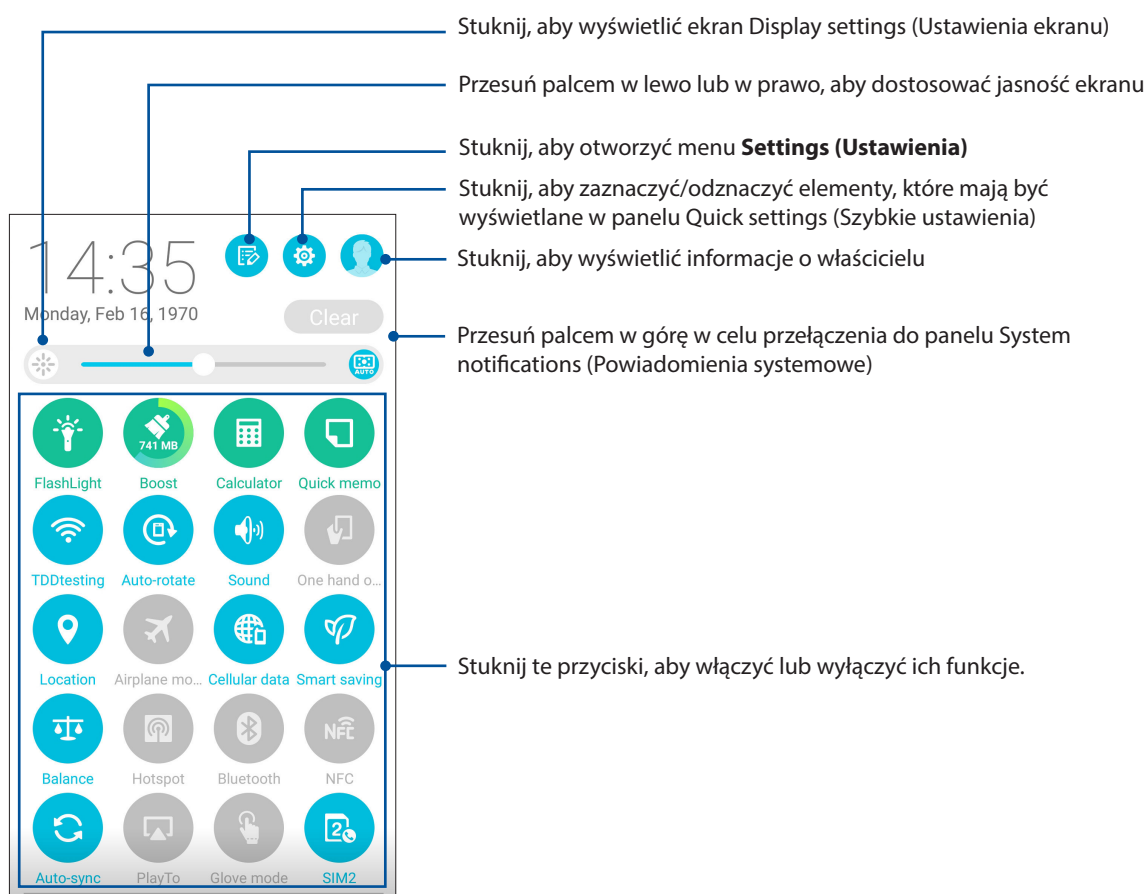 Stuknij, aby wyświetlić ekran Display settings (Ustawienia ekranu)
Przesuń palcem w lewo lub w prawo, aby dostosować jasność ekranu
Stuknij, aby otworzyć menu Settings (Ustawienia)
Stuknij, aby zaznaczyć/odznaczyć elementy, które mają być
wyświetlane w panelu Quick settings (Szybkie ustawienia)
Stuknij, aby wyświetlić informacje o właścicielu
Przesuń palcem w górę w celu przełączenia do panelu System
notifications (Powiadomienia systemowe)
Stuknij te przyciski, aby włączyć lub wyłączyć ich funkcje.
14:35
Monday, Feb 16, 1970
Clear
AUTO
741 MB
FlashLight Boost Calculator Quick memo
TDDtesting Auto-rotate Sound One hand o...
Location Airplane mo... Cellular data Smart saving
NFC
Balance Hotspot Bluetooth NFC
2
Auto-sync PlayTo Glove mode SIM2